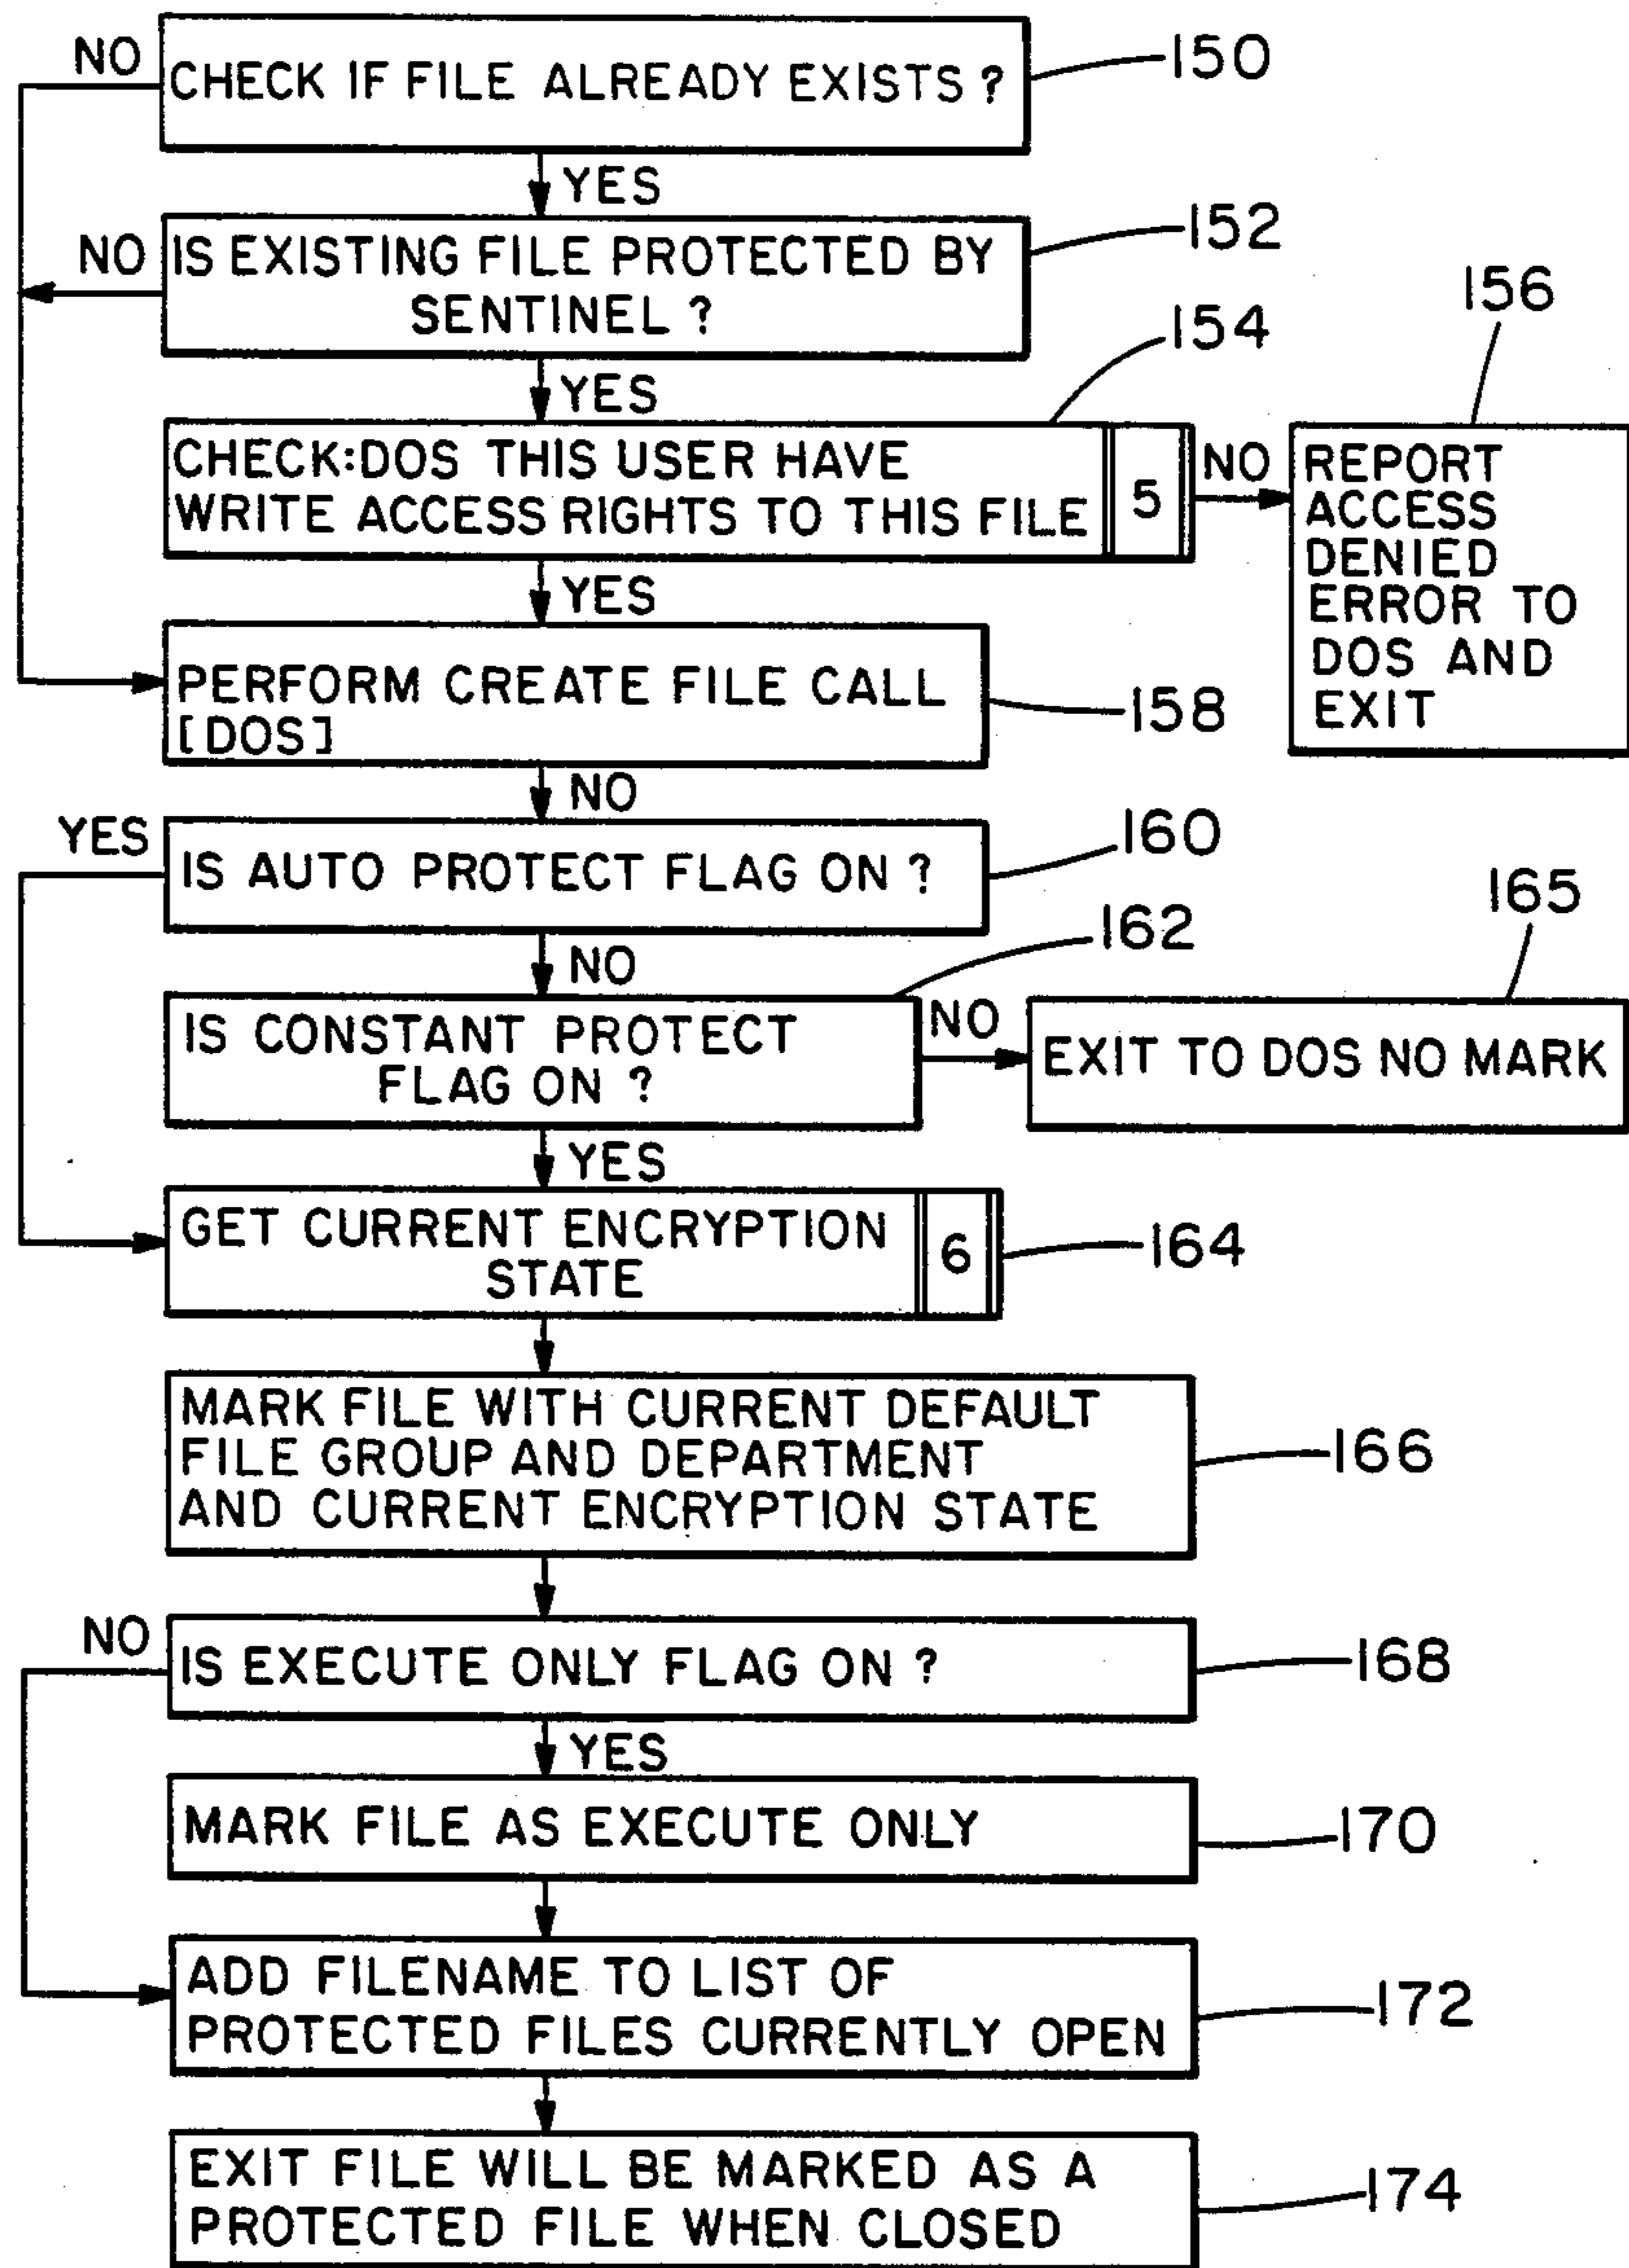 NO
CHECK IF FILE ALREADY EXISTS ?
150
YES
NO
IS EXISTING FILE PROTECTED BY
SENTINEL ?
152
YES
154
156
CHECK:DOS THIS USER HAVE
WRITE ACCESS RIGHTS TO THIS FILE
5
NO
REPORT
ACCESS
DENIED
ERROR TO
DOS AND
EXIT
YES
PERFORM CREATE FILE CALL
[DOS]
158
NO
YES
IS AUTO PROTECT FLAG ON ?
160
NO
162
165
IS CONSTANT PROTECT
FLAG ON ?
NO
EXIT TO DOS NO MARK
YES
GET CURRENT ENCRYPTION
STATE
6
164
MARK FILE WITH CURRENT DEFAULT
FILE GROUP AND DEPARTMENT
AND CURRENT ENCRYPTION STATE
166
NO
IS EXECUTE ONLY FLAG ON ?
168
YES
MARK FILE AS EXECUTE ONLY
170
ADD FILENAME TO LIST OF
PROTECTED FILES CURRENTLY OPEN
172
EXIT FILE WILL BE MARKED AS A
PROTECTED FILE WHEN CLOSED
174